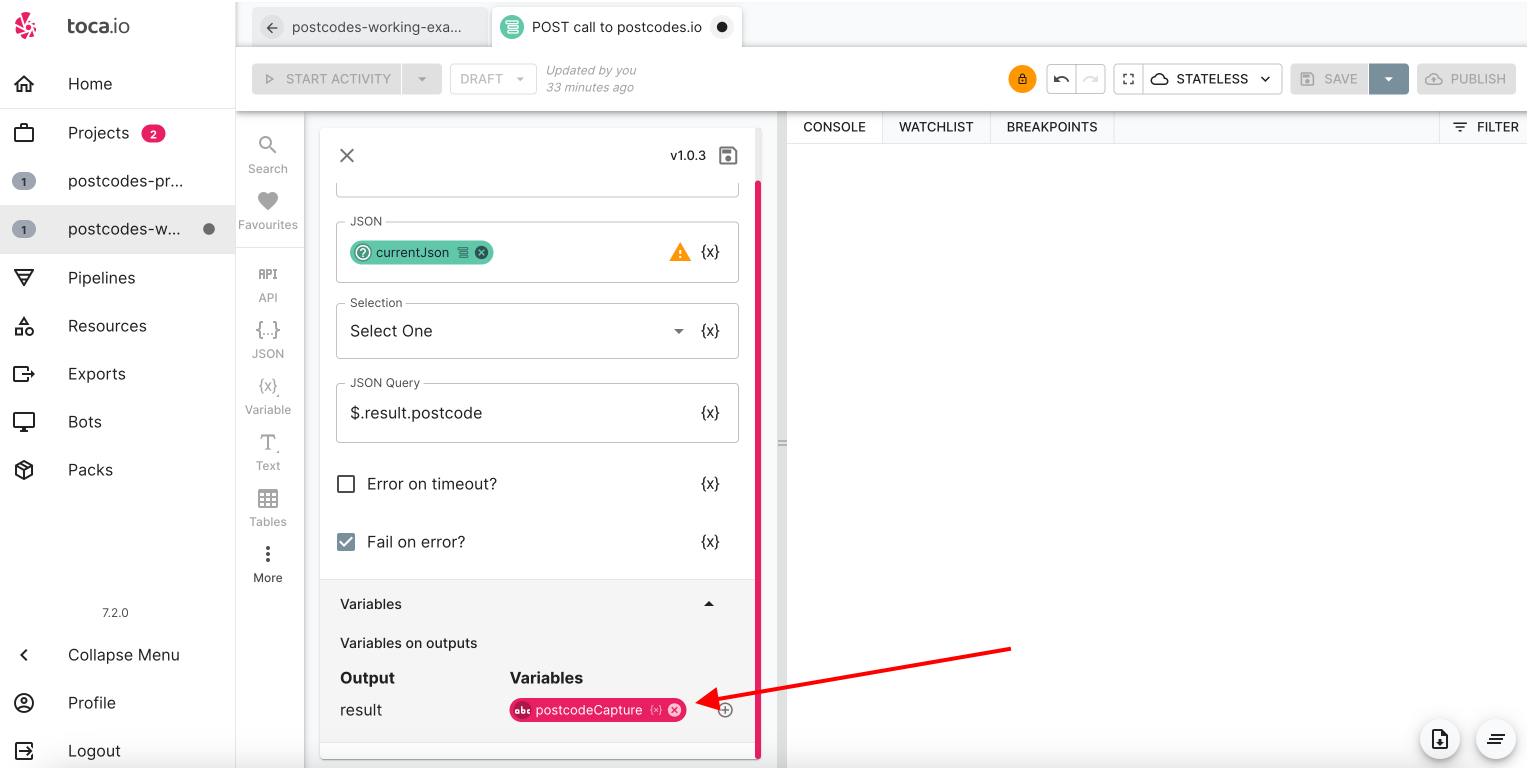 toca.io
Home
Projects 2
1 postcodes-pr...
1 postcodes-w...
Pipelines
Resources
Exports
Bots
Packs
7.2.0
Collapse Menu
Profile
Logout
postcodes-working-exa...
POST call to postcodes.io
START ACTIVITY
DRAFT
Updated by you
33 minutes ago
STATELESS
SAVE
PUBLISH
Search
Favourites
API
API
{...}
JSON
{x}
Variable
T
Text
Tables
More
v1.0.3
JSON
currentJson
{x}
Selection
Select One
{x}
JSON Query
$.result.postcode
{x}
Error on timeout?
{x}
Fail on error?
{x}
Variables
Variables on outputs
Output Variables
result abc postcodeCapture {x}
CONSOLE
WATCHLIST
BREAKPOINTS
FILTER